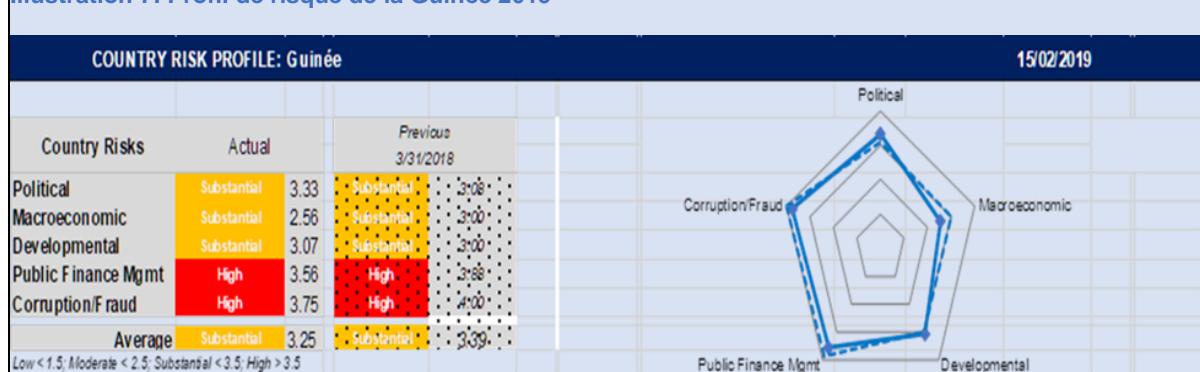 Illustration 7: Profil de risque de la Guinée 2019
COUNTRY RISK PROFILE: Guinée 15/02/2019
Country Risks Actual Previous
3/31/2018
Political Substantial 3.33 Substantial 3.08
Macroeconomic Substantial 2.56 Substantial 3.00
Developmental Substantial 3.07 Substantial 3.00
Public Finance Mgmt High 3.56 High 3.88
Corruption/Fraud High 3.75 High 4.00
Average Substantial 3.25 Substantial 3.39
Low < 1.5; Moderate < 2.5; Substantial < 3.5; High > 3.5
Political
Corruption/Fraud Macroeconomic
Public Finance Mgmt Developmental